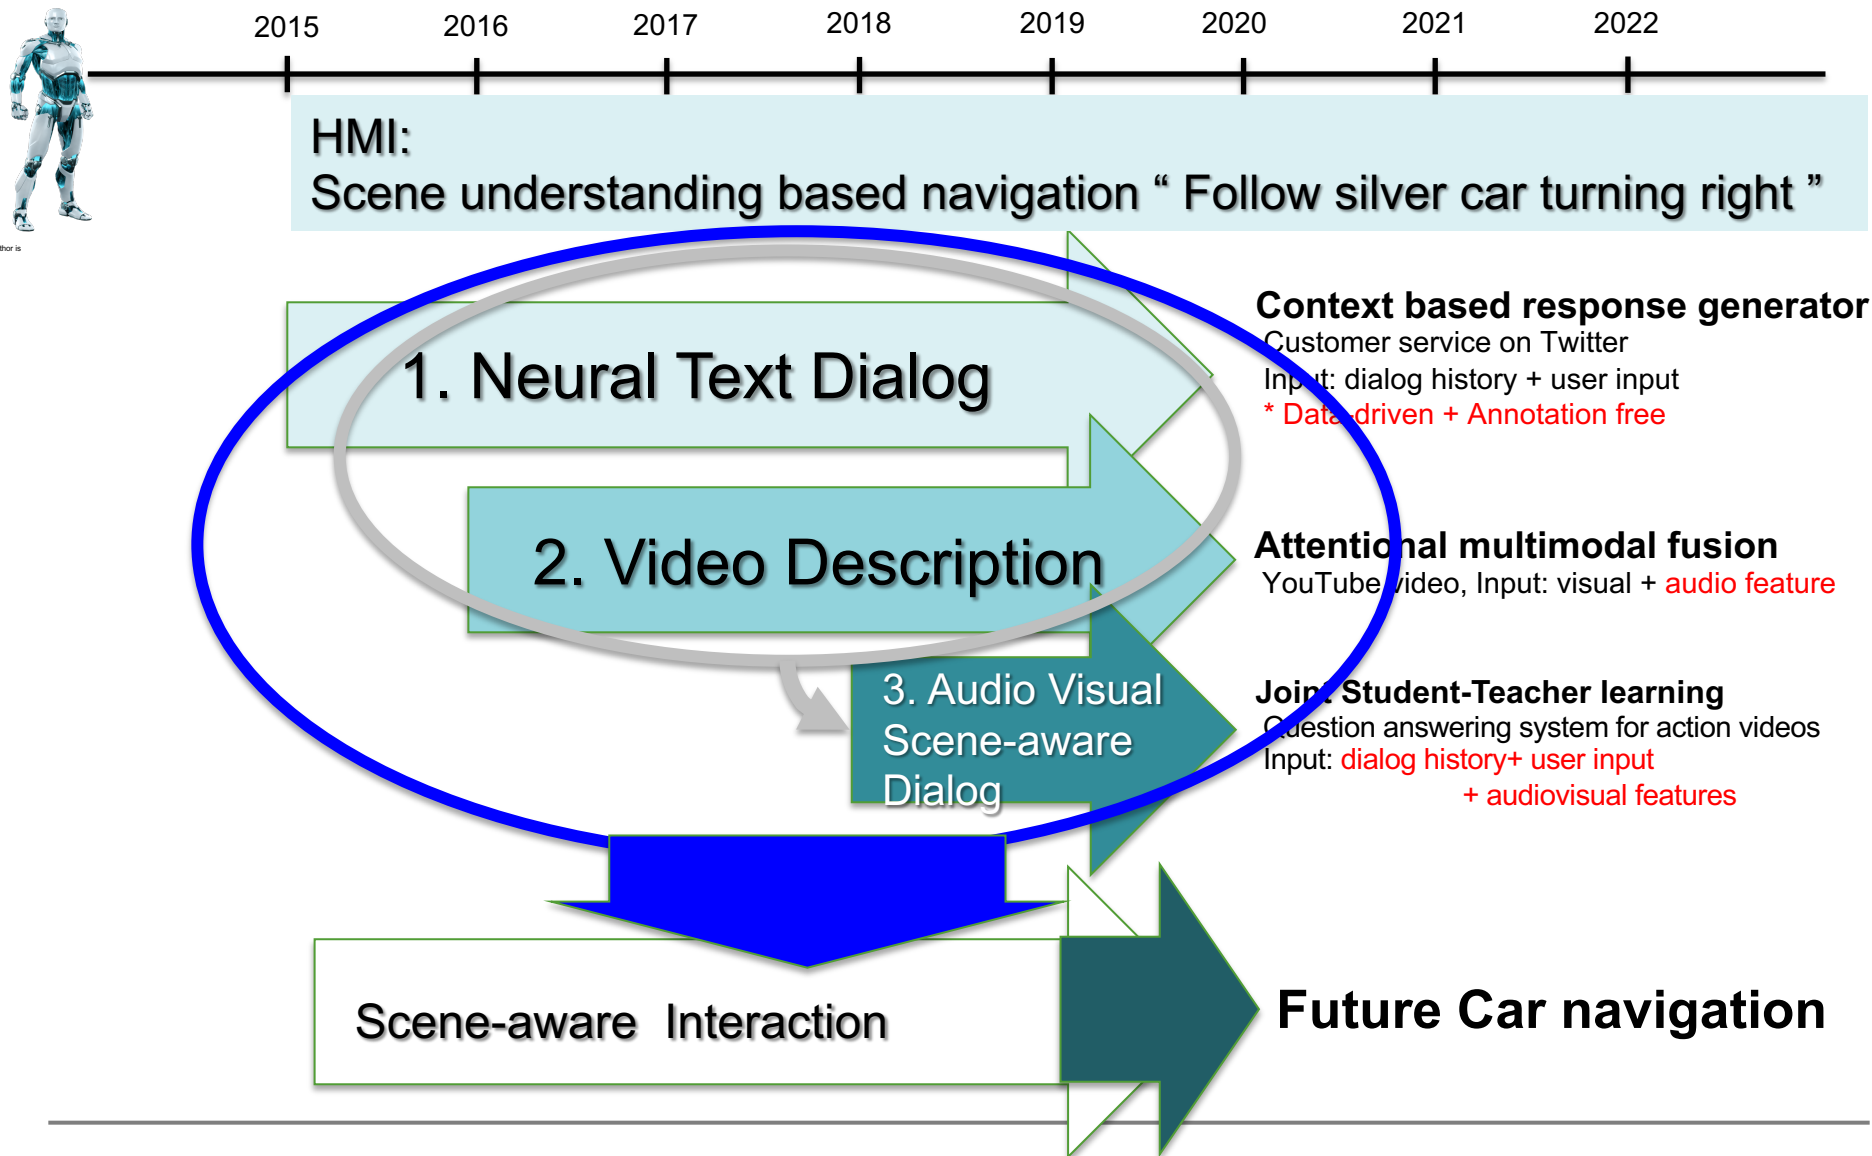 2015 2016 2017 2018 2019 2020 2021 2022
HMI:
Scene understanding based navigation “ Follow silver car turning right ”
thor is
1. Neural Text Dialog
Context based response generator
Customer service on Twitter
Input: dialog history + user input
* Data-driven + Annotation free
2. Video Description
Attentional multimodal fusion
YouTube video, Input: visual + audio feature
3. Audio Visual
Scene-aware
Dialog
Joint Student-Teacher learning
Question answering system for action videos
Input: dialog history+ user input
+ audiovisual features
Scene-aware Interaction
Future Car navigation